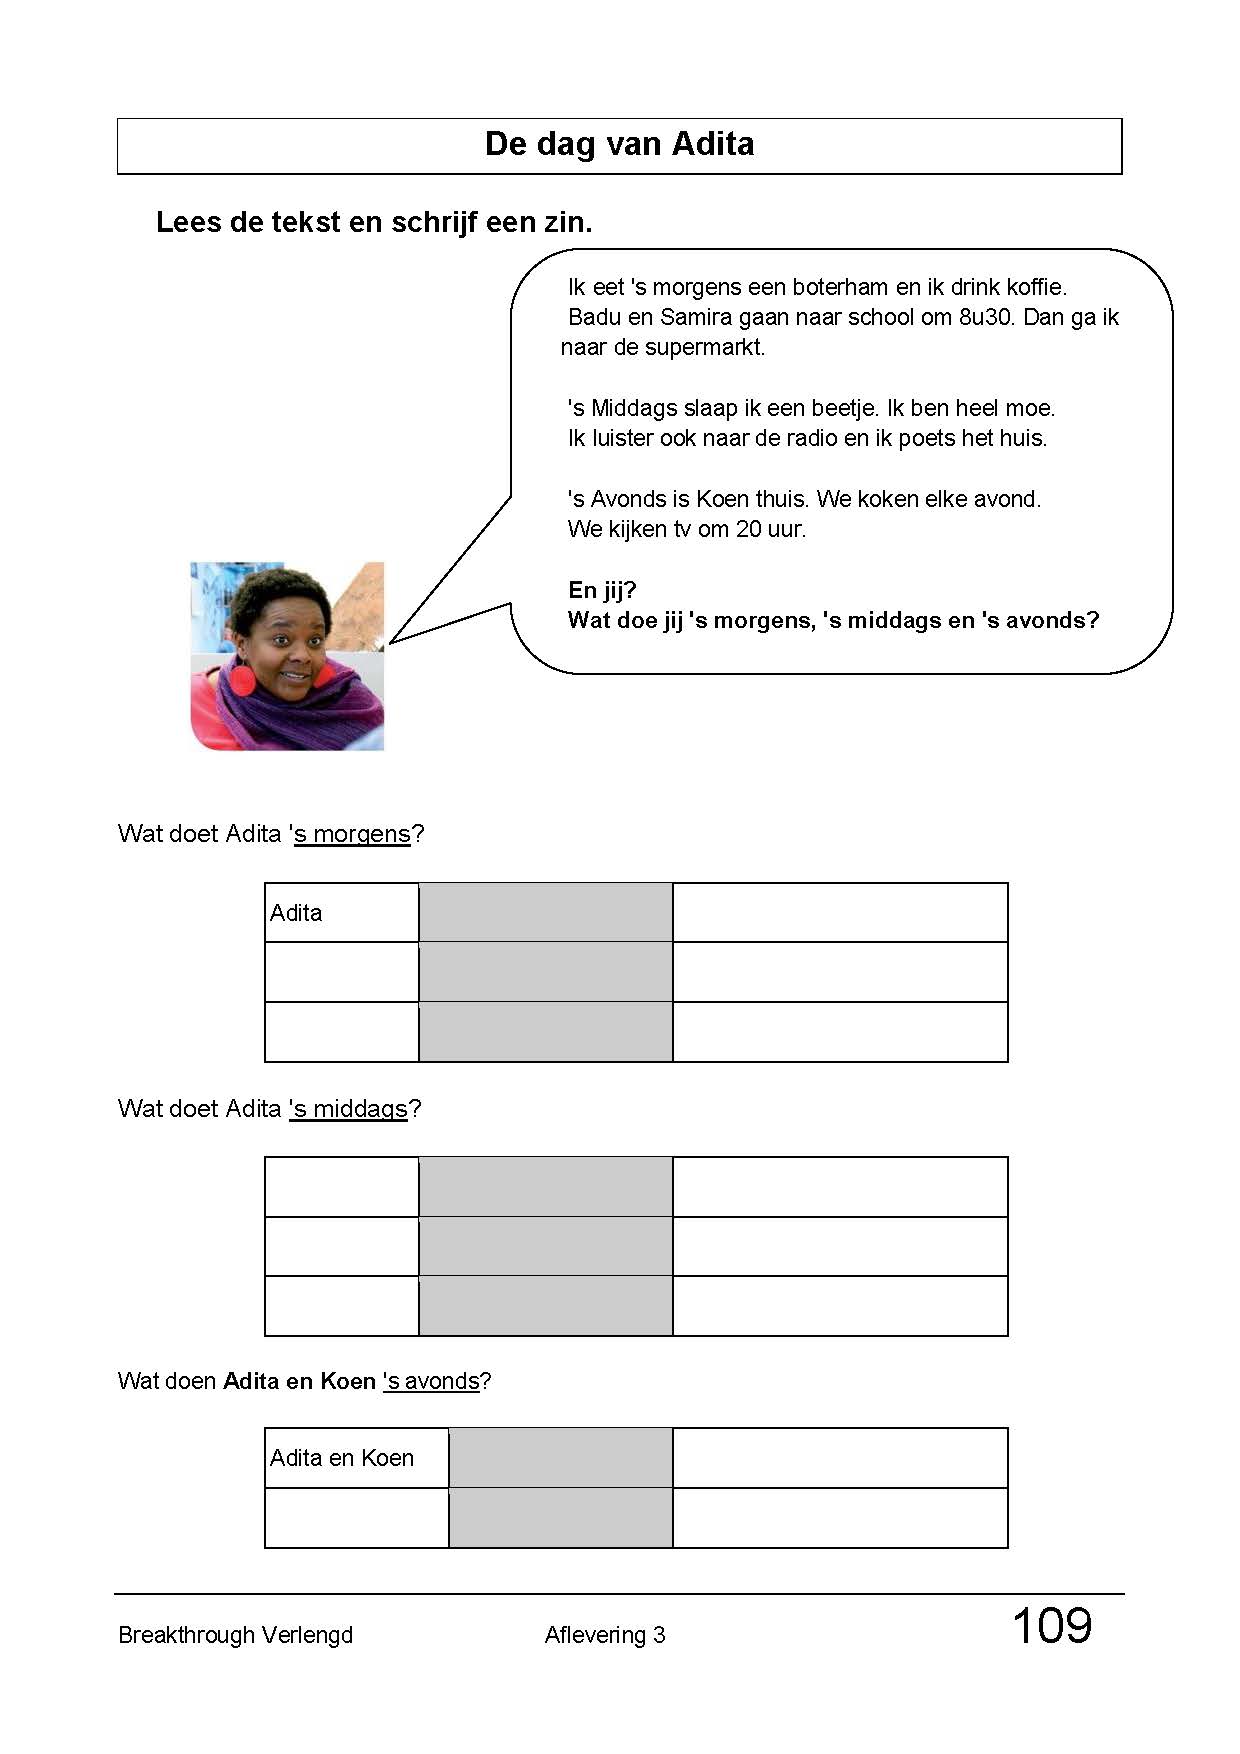 De dag van Adita
Lees de tekst en schrijf een zin.
Ik eet 's morgens een boterham en ik drink koffie.
Badu en Samira gaan naar school om 8u30. Dan ga ik
naar de supermarkt.
's Middags slaap ik een beetje. Ik ben heel moe.
Ik luister ook naar de radio en ik poets het huis.
's Avonds is Koen thuis. We koken elke avond.
We kijken tv om 20 uur.
En jij?
Wat doe jij 's morgens, 's middags en 's avonds?
Wat doet Adita 's morgens?
Adita
Wat doet Adita 's middags?
Wat doen Adita en Koen 's avonds?
Adita en Koen
Breakthrough Verlengd Aflevering 3 109